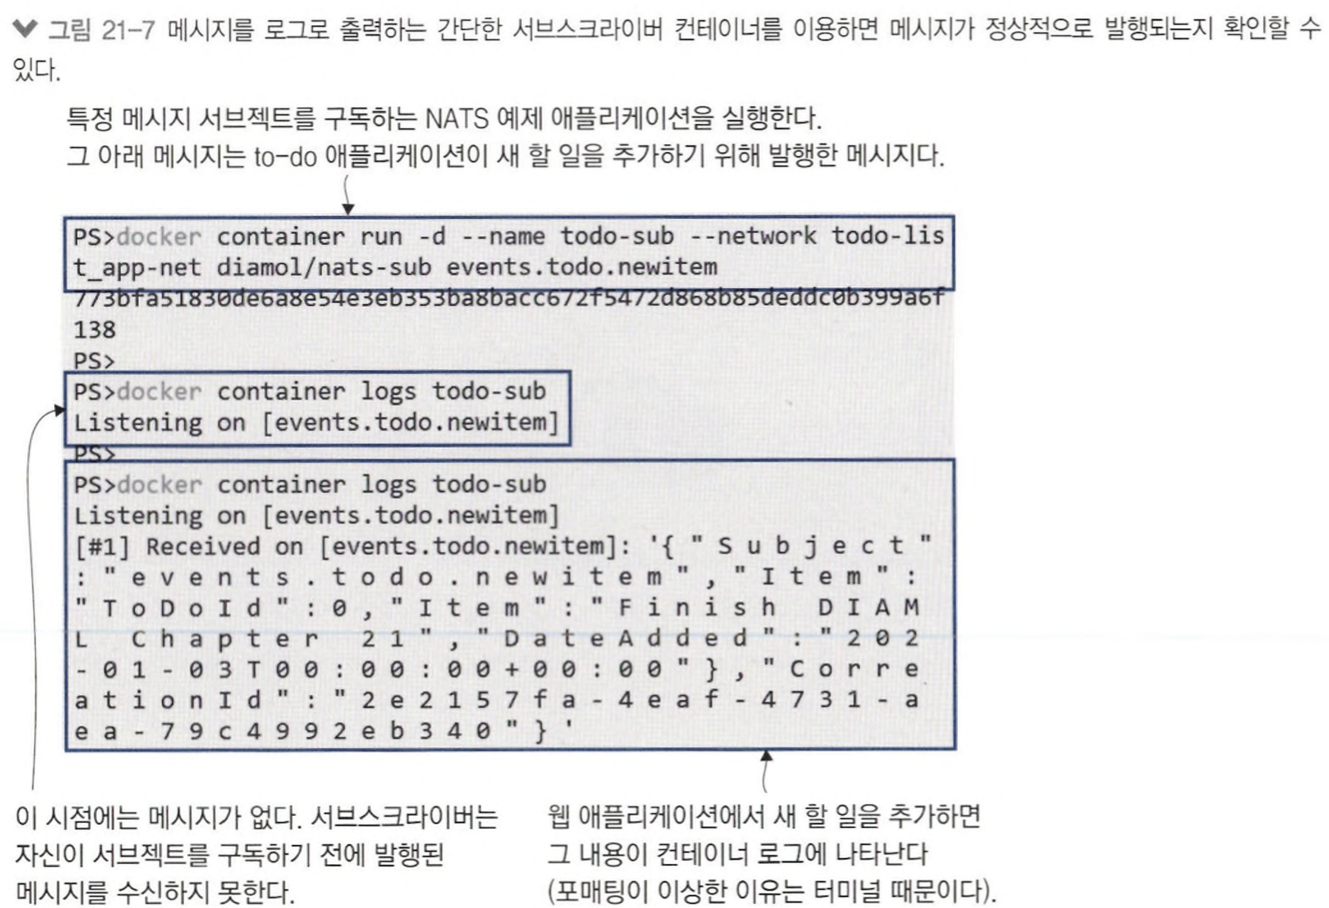 그림 21-7 메시지를 로그로 출력하는 간단한 서브스크라이버 컨테이너를 이용하면 메시지가 정상적으로 발행되는지 확인할 수
있다.
특정 메시지 서브젝트를 구독하는 NATS 예제 애플리케이션을 실행한다.
그 아래 메시지는 to-do 애플리케이션이 새 할 일을 추가하기 위해 발행한 메시지다.
PS>docker container run -d --name todo-sub --network todo-lis
t_app-net diamol/nats-sub events.todo.newitem
773bfa51830de6a8e54e3eb353ba8bacc672f5472d868b85deddc0b399a6f
138
PS>
PS>docker container logs todo-sub
Listening on [events.todo.newitem]
PS>
PS>docker container logs todo-sub
Listening on [events.todo.newitem]
[#1] Received on [events.todo.newitem]: '{ " S u b j e c t "
: " e v e n t s . t o d o . n e w i t e m " , " I t e m " :
" T o D o I d " : 0 , " I t e m " : " F i n i s h   D I A M
L   C h a p t e r   2 1 " , " D a t e A d d e d " : " 2 0 2
- 0 1 - 0 3 T 0 0 : 0 0 : 0 0 + 0 0 : 0 0 " } , " C o r r e
a t i o n I d " : " 2 e 2 1 5 7 f a - 4 e a f - 4 7 3 1 - a
e a - 7 9 c 4 9 9 2 e b 3 4 0 " } '
이 시점에는 메시지가 없다. 서브스크라이버는
자신이 서브젝트를 구독하기 전에 발행된
메시지를 수신하지 못한다.
웹 애플리케이션에서 새 할 일을 추가하면
그 내용이 컨테이너 로그에 나타난다
(포매팅이 이상한 이유는 터미널 때문이다).